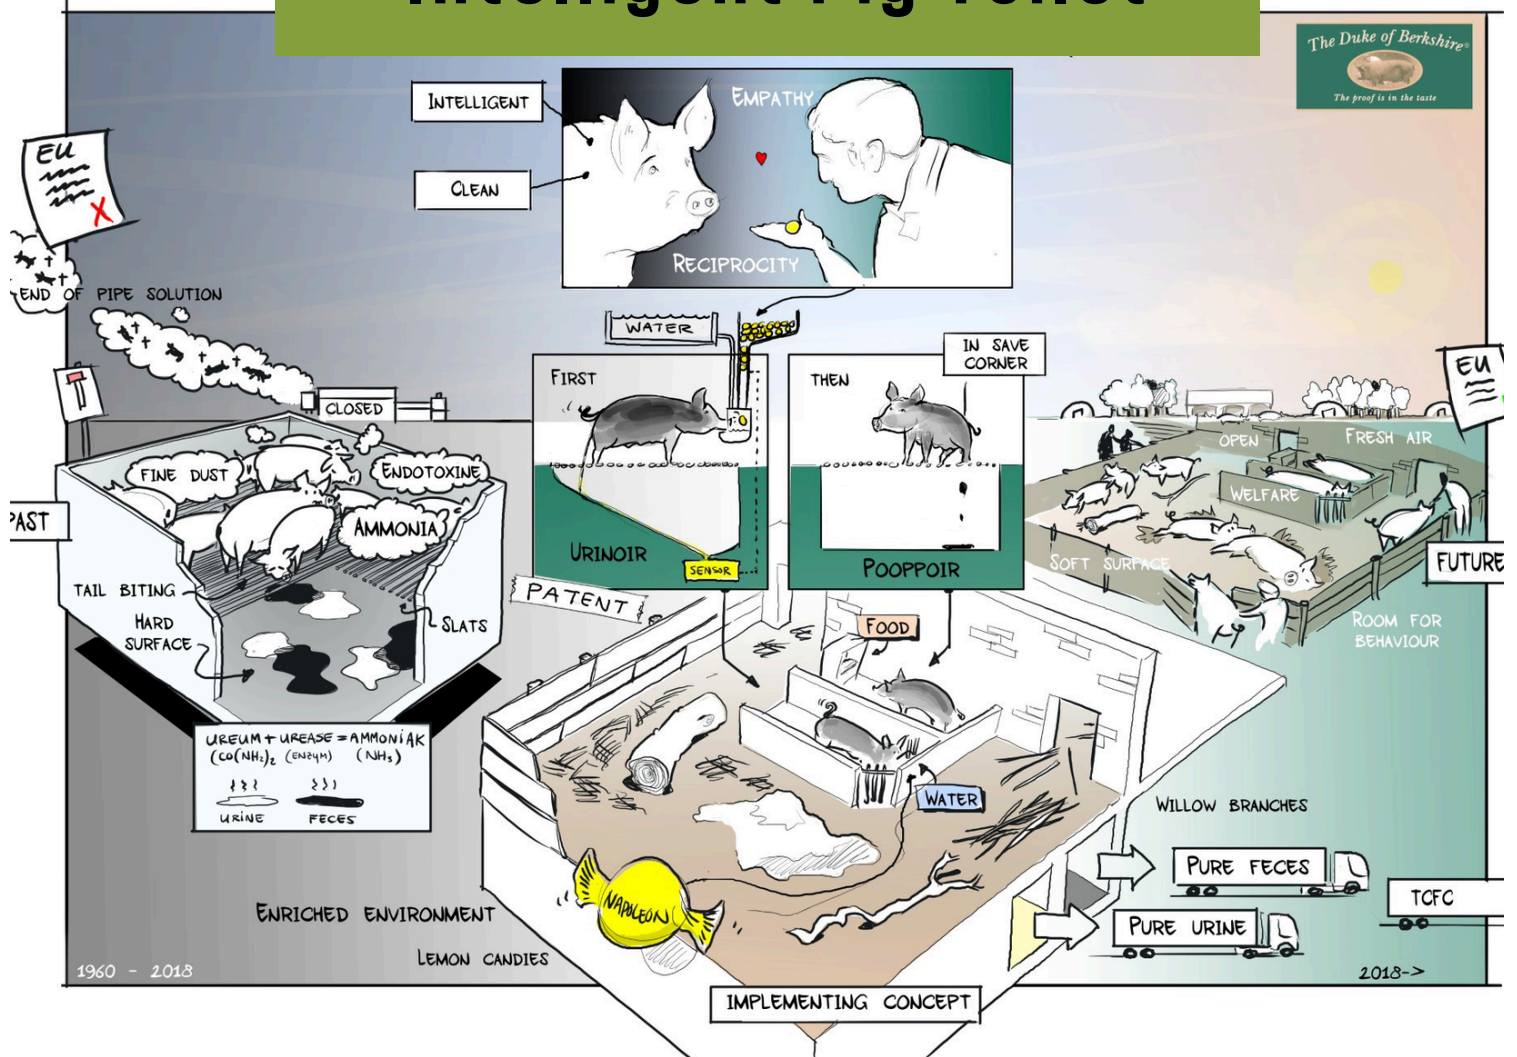 Intelligent Pig Toilet
The Duke of Berkshire®
The proof is in the taste
INTELLIGENT
CLEAN
EMPATHY
RECIPROCITY
EU
X
END OF PIPE SOLUTION
CLOSED
WATER
FIRST
URINOIR
SENSOR
IN SAVE
CORNER
THEN
POOPPOIR
EU
OPEN
FRESH AIR
WELFARE
SOFT SURFACE
ROOM FOR
BEHAVIOUR
FUTURE
PAST
FINE DUST
ENDOTOXINE
AMMONIA
TAIL BITING
HARD
SURFACE
SLATS
UREUM + UREASE = AMMONIAK
(CO(NH₂)₂ (ENZYM) (NH₃)
URINE
FECES
PATENT
FOOD
WATER
NAPOLEON
ENRICHED ENVIRONMENT
LEMON CANDIES
WILLOW BRANCHES
PURE FECES
PURE URINE
TCFC
1960 - 2018
2018->
IMPLEMENTING CONCEPT